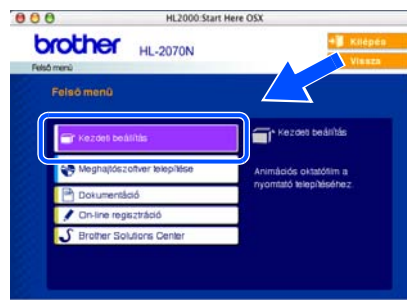 HL2000:Start Here OSX
brother HL-2070N
Kilépés
Vissza
Felső menü
Felső menü
Kezdeti beállítás
Meghajtószoftver telepítése
Dokumentáció
On-line regisztráció
Brother Solutions Center
Kezdeti beállítás
Animációs oktatófilm a
nyomtató telepítéséhez.